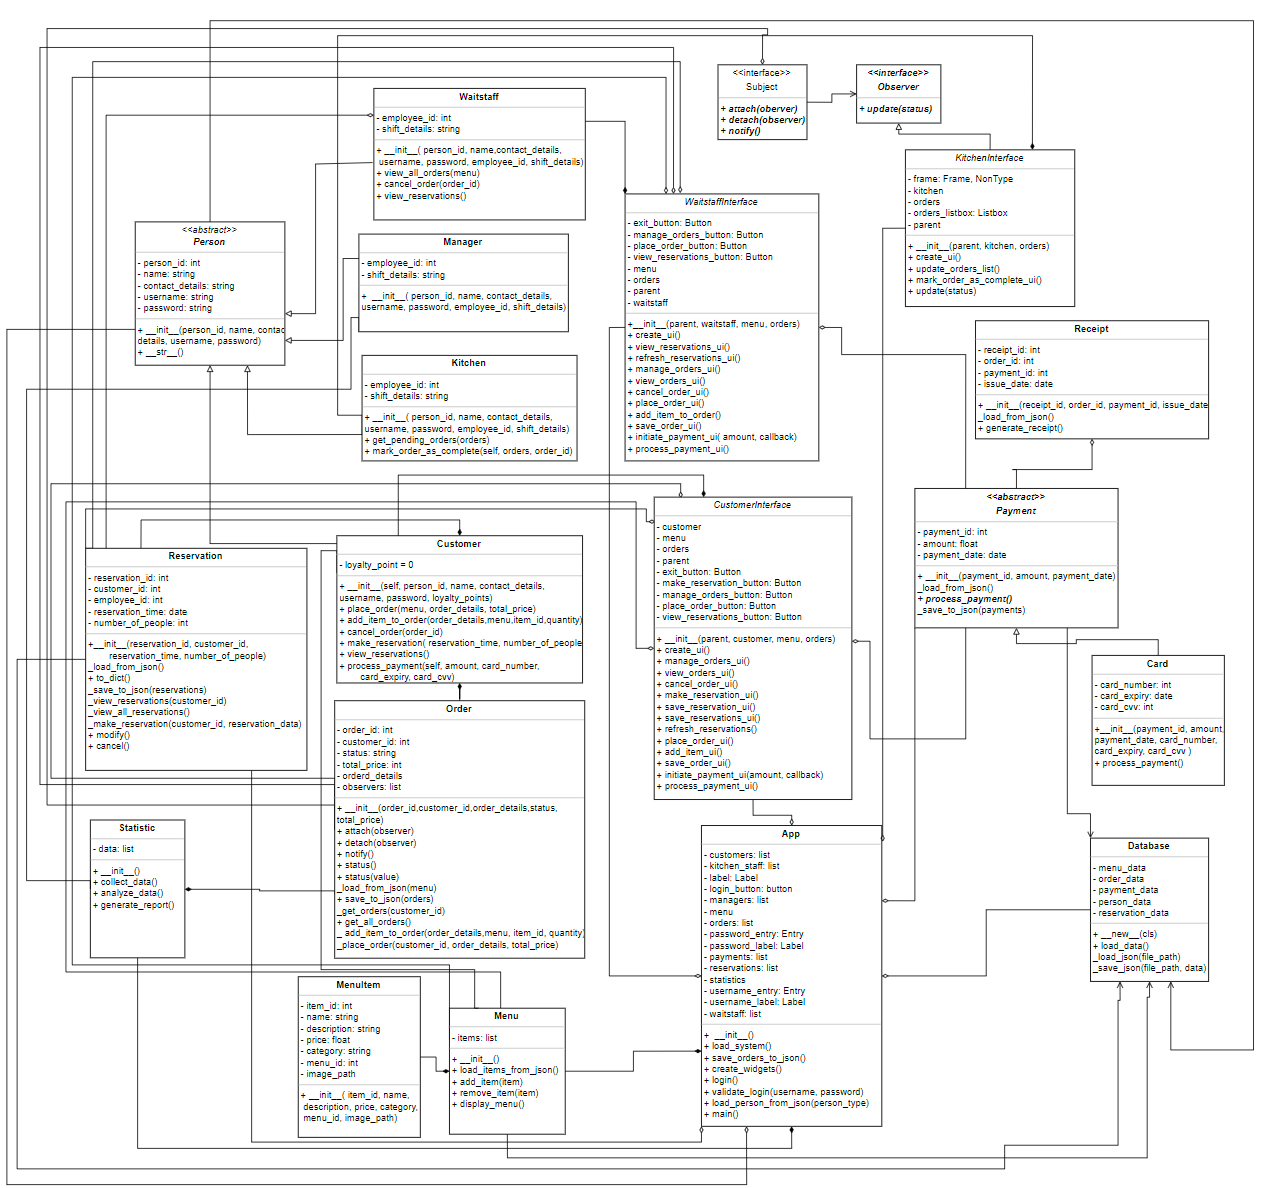 Waitstaff
- employee_id: int
- shift_details: string
+ __init__( person_id, name,contact_details,
username, password, employee_id, shift_details)
+ view_all_orders(menu)
+ cancel_order(order_id)
+ view_reservations()
<<interface>>
Subject
+ attach(oberver)
+ detach(observer)
+ notify()
<<interface>>
Observer
+ update(status)
KitchenInterface
- frame: Frame, NonType
- kitchen
- orders
- orders_listbox: Listbox
- parent
+ __init__(parent, kitchen, orders)
+ create_ui()
+ update_orders_list()
+ mark_order_as_complete_ui()
+ update(status)
<<abstract>>
Person
- person_id: int
- name: string
- contact_details: string
- username: string
- password: string
+ __init__(person_id, name, contac
details, username, password)
+ __str__()
Manager
- employee_id: int
- shift_details: string
+ __init__( person_id, name, contact_details,
username, password, employee_id, shift_details)
WaitstaffInterface
- exit_button: Button
- manage_orders_button: Button
- place_order_button: Button
- view_reservations_button: Button
- menu
- orders
- parent
- waitstaff
+__init__(parent, waitstaff, menu, orders)
+ create_ui()
+ view_reservations_ui()
+ refresh_reservations_ui()
+ manage_orders_ui()
+ view_orders_ui()
+ cancel_order_ui()
+ place_order_ui()
+ add_item_to_order()
+ save_order_ui()
+ initiate_payment_ui( amount, callback)
+ process_payment_ui()
Receipt
- receipt_id: int
- order_id: int
- payment_id: int
- issue_date: date
+ __init__(receipt_id, order_id, payment_id, issue_date
_load_from_json()
+ generate_receipt()
Kitchen
- employee_id: int
- shift_details: string
+ __init__( person_id, name, contact_details,
username, password, employee_id, shift_details)
+ get_pending_orders(orders)
+ mark_order_as_complete(self, orders, order_id)
<<abstract>>
Payment
- payment_id: int
- amount: float
- payment_date: date
+ __init__(payment_id, amount, payment_date)
_load_from_json()
+ process_payment()
_save_to_json(payments)
CustomerInterface
- customer
- menu
- orders
- parent
- exit_button: Button
- make_reservation_button: Button
- manage_orders_button: Button
- place_order_button: Button
- view_reservations_button: Button
+ __init__(parent, customer, menu, orders)
+ create_ui()
+ manage_orders_ui()
+ view_orders_ui()
+ cancel_order_ui()
+ make_reservation_ui()
+ save_reservation_ui()
+ save_reservations_ui()
+ refresh_reservations()
+ place_order_ui()
+ add_item_ui()
+ save_order_ui()
+ initiate_payment_ui(amount, callback)
+ process_payment_ui()
Reservation
- reservation_id: int
- customer_id: int
- employee_id: int
- reservation_time: date
- number_of_people: int
+__init__(reservation_id, customer_id,
reservation_time, number_of_people)
_load_from_json()
+ to_dict()
_save_to_json(reservations)
_view_reservations(customer_id)
_view_all_reservations()
_make_reservation(customer_id, reservation_data)
+ modify()
+ cancel()
Customer
- loyalty_point = 0
+ __init__(self, person_id, name, contact_details,
username, password, loyalty_points)
+ place_order(menu, order_details, total_price)
+ add_item_to_order(order_details,menu,item_id,quantity)
+ cancel_order(order_id)
+ make_reservation( reservation_time, number_of_people
+ view_reservations()
+ process_payment(self, amount, card_number,
card_expiry, card_cvv)
Card
- card_number: int
- card_expiry: date
- card_cvv: int
+__init__(payment_id, amount,
payment_date, card_number,
card_expiry, card_cvv )
+ process_payment()
Order
- order_id: int
- customer_id: int
- status: string
- total_price: int
- orderd_details
- observers: list
+ __init__(order_id,customer_id,order_details,status,
total_price)
+ attach(observer)
+ detach(observer)
+ notify()
+ status()
+ status(value)
_load_from_json(menu)
+ save_to_json(orders)
_get_orders(customer_id)
+ get_all_orders()
_ add_item_to_order(order_details,menu, item_id, quantity)
_place_order(customer_id, order_details, total_price)
Statistic
- data: list
+ __init__()
+ collect_data()
+ analyze_data()
+ generate_report()
App
- customers: list
- kitchen_staff: list
- label: Label
- login_button: button
- managers: list
- menu
- orders: list
- password_entry: Entry
- password_label: Label
- payments: list
- reservations: list
- statistics
- username_entry: Entry
- username_label: Label
- waitstaff: list
+ __init__()
+ load_system()
+ save_orders_to_json()
+ create_widgets()
+ login()
+ validate_login(username, password)
+ load_person_from_json(person_type)
+ main()
Database
- menu_data
- order_data
- payment_data
- person_data
- reservation_data
+ __new__(cls)
+ load_data()
_load_json(file_path)
_save_json(file_path, data)
MenuItem
- item_id: int
- name: string
- description: string
- price: float
- category: string
- menu_id: int
- image_path
+ __init__( item_id, name,
description, price, category,
menu_id, image_path)
Menu
- items: list
+ __init__()
+ load_items_from_json()
+ add_item(item)
+ remove_item(item)
+ display_menu()